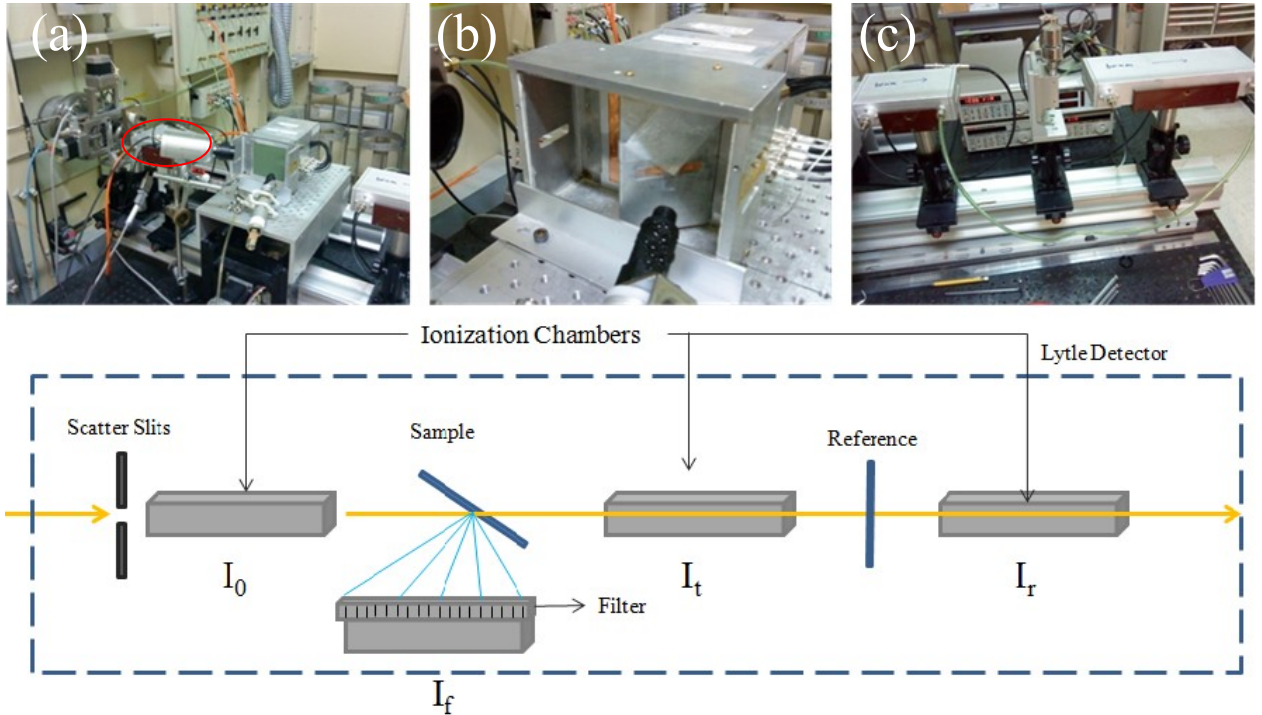 (a)
(b)
(c)
Ionization Chambers
Lytle Detector
Scatter Slits
Sample
Reference
I0
It
Ir
Filter
If